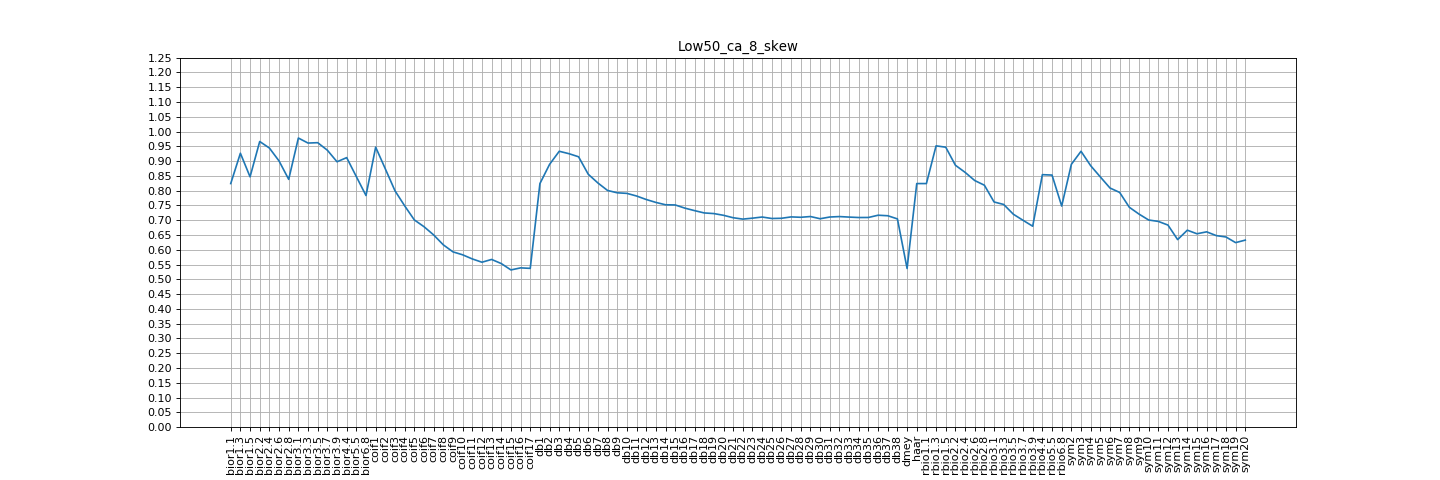 Low50_ca_8_skew
1.25
1.20
1.15
1.10
1.05
1.00
0.95
0.90
0.85
0.80
0.75
0.70
0.65
0.60
0.55
0.50
0.45
0.40
0.35
0.30
0.25
0.20
0.15
0.10
0.05
0.00
bior1.1
bior1.3
bior1.5
bior2.2
bior2.4
bior2.6
bior2.8
bior3.1
bior3.3
bior3.5
bior3.7
bior3.9
bior4.4
bior5.5
bior6.8
coif1
coif2
coif3
coif4
coif5
coif6
coif7
coif8
coif9
coif10
coif11
coif12
coif13
coif14
coif15
coif16
coif17
db1
db2
db3
db4
db5
db6
db7
db8
db9
db10
db11
db12
db13
db14
db15
db16
db17
db18
db19
db20
db21
db22
db23
db24
db25
db26
db27
db28
db29
db30
db31
db32
db33
db34
db35
db36
db37
db38
dmey
haar
rbio1.1
rbio1.3
rbio1.5
rbio2.2
rbio2.4
rbio2.6
rbio2.8
rbio3.1
rbio3.3
rbio3.5
rbio3.7
rbio3.9
rbio4.4
rbio5.5
rbio6.8
sym2
sym3
sym4
sym5
sym6
sym7
sym8
sym9
sym10
sym11
sym12
sym13
sym14
sym15
sym16
sym17
sym18
sym19
sym20